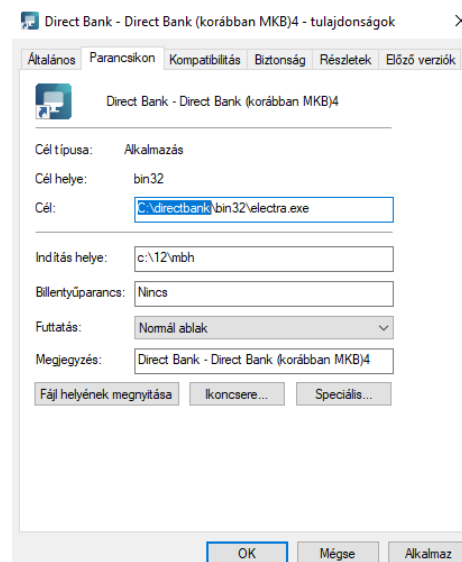 Direct Bank - Direct Bank (korábban MKB)4 - tulajdonságok
Általános Parancsikon Kompatibilitás Biztonság Részletek Előző verziók
Direct Bank - Direct Bank (korábban MKB)4
Cél típusa: Alkalmazás
Cél helye: bin32
Cél: C:\directbank\bin32\electra.exe
Indítás helye: c:\12\mbh
Billentyűparancs: Nincs
Futtatás: Normál ablak
Megjegyzés: Direct Bank - Direct Bank (korábban MKB)4
Fájl helyének megnyitása Ikoncsere... Speciális...
OK Mégse Alkalmaz